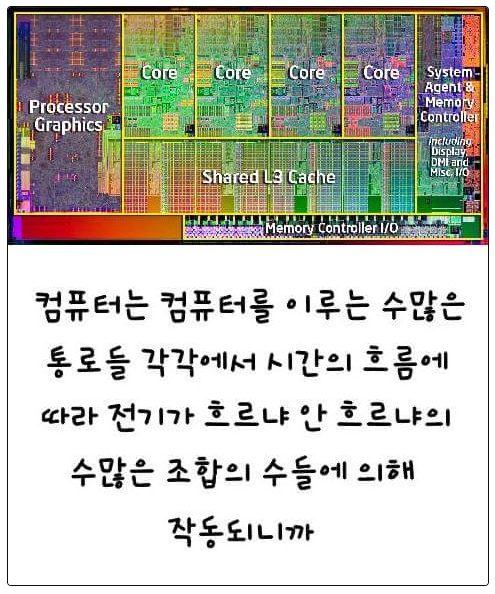 Processor
Graphics
Core
Core
Core
Core
System
Agent &
Memory
Controller
including
Display,
DMI and
Misc. I/O
Shared L3 Cache
Memory Controller I/O
컴퓨터는 컴퓨터를 이루는 수많은
통로들 각각에서 시간의 흐름에
따라 전기가 흐르냐 안 흐르냐의
수많은 조합의 수들에 의해
작동되니까